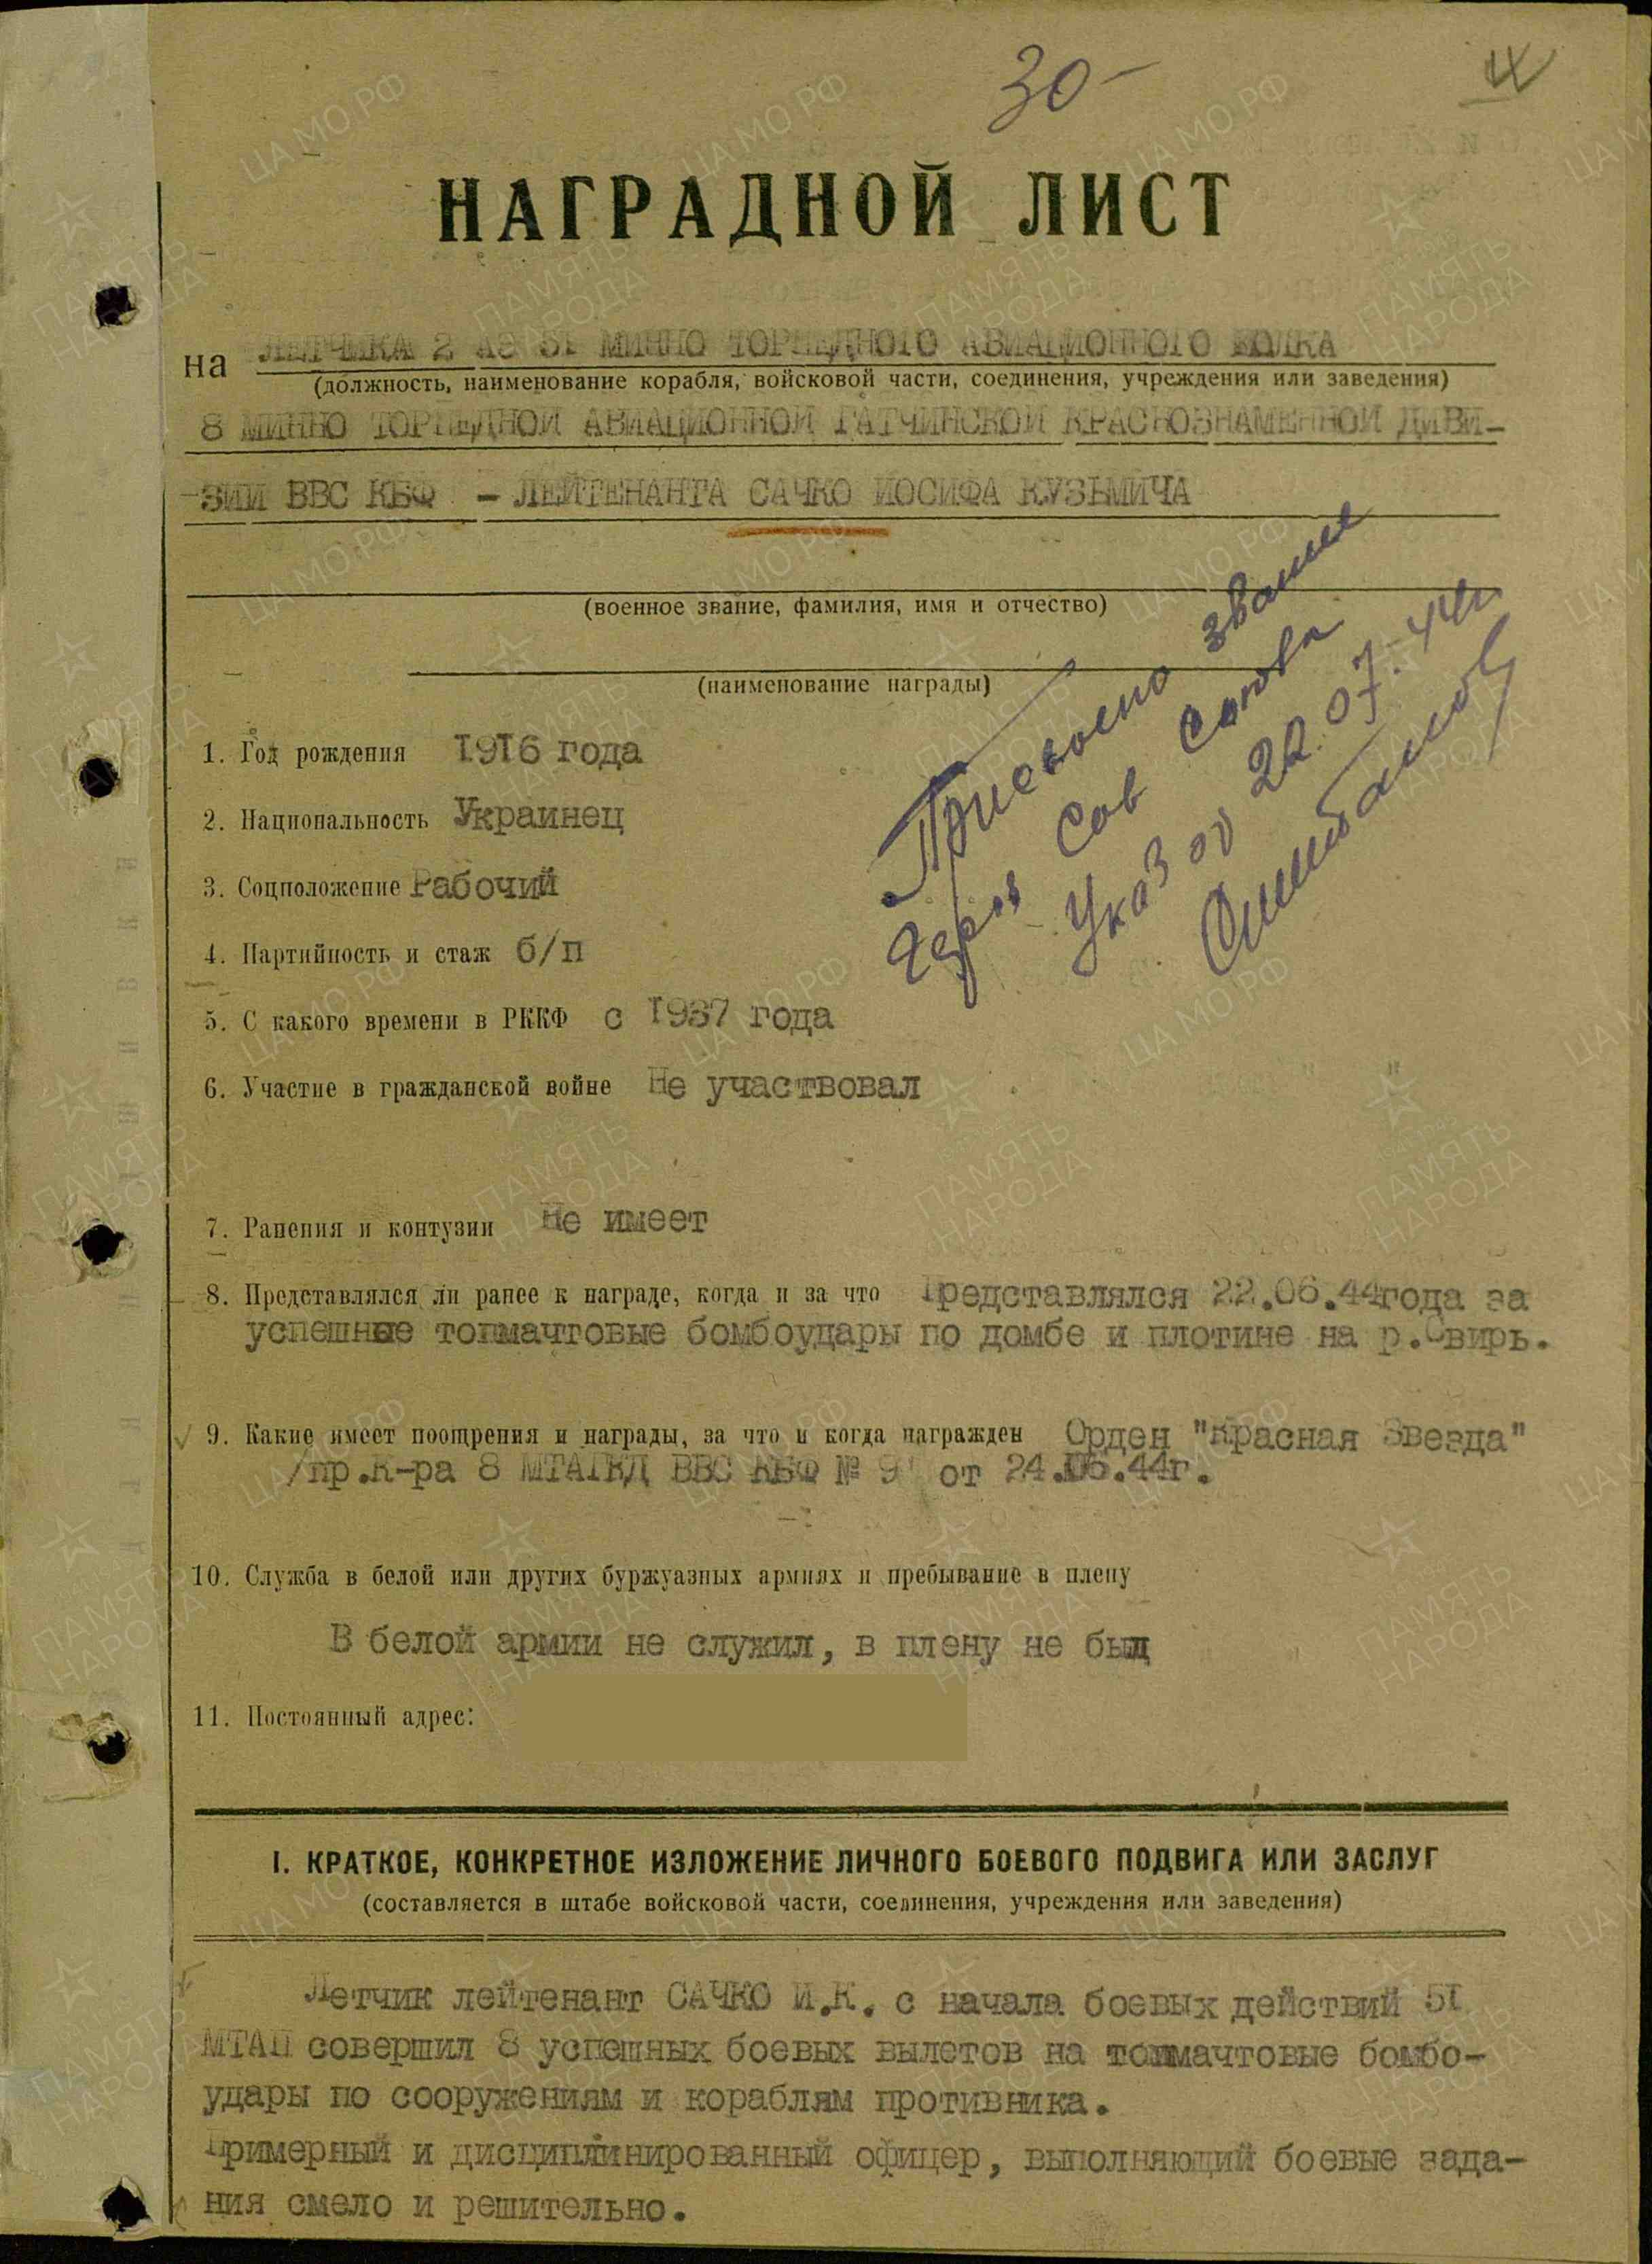 30-
НАГРАДНОЙ ЛИСТ
на ЛЕТЧИКА 2 АЭ 51 МИННО ТОРПЕДНОГО АВИАЦИОННОГО ПОЛКА
(должность, наименование корабля, войсковой части, соединения, учреждения или заведения)
8 МИННО ТОРПЕДНОЙ АВИАЦИОННОЙ ГАТЧИНСКОЙ КРАСНОЗНАМЕННОЙ ДИВИ-
ЗИИ ВВС КБФ - ЛЕЙТЕНАНТА САЧКО ИОСИФА КУЗЬМИЧА
(военное звание, фамилия, имя и отчество)
(наименование награды)
Присвоено звание
Героя Сов Союза
Указ от 22.07.44г
1. Год рождения 1916 года
2. Национальность Украинец
3. Соцположение Рабочий
4. Партийность и стаж б/п
5. С какого времени в РККФ с 1937 года
6. Участие в гражданской войне Не участвовал
7. Ранения и контузии Не имеет
8. Представлялся ли ранее к награде, когда и за что Представлялся 22.06.44года за
успешные топмачтовые бомбоудары по домбе и плотине на р.Свирь.
9. Какие имеет поощрения и награды, за что и когда награжден Орден "Красная Звезда"
/пр.К-ра 8 МТАГКД ВВС КБФ № 9 от 24.06.44г.
10. Служба в белой или других буржуазных армиях и пребывание в плену
В белой армии не служил, в плену не был
11. Постоянный адрес:
I. КРАТКОЕ, КОНКРЕТНОЕ ИЗЛОЖЕНИЕ ЛИЧНОГО БОЕВОГО ПОДВИГА ИЛИ ЗАСЛУГ
(составляется в штабе войсковой части, соединения, учреждения или заведения)
Летчик лейтенант САЧКО И.К. с начала боевых действий 51
МТАП совершил 8 успешных боевых вылетов на топмачтовые бомбо-
удары по сооружениям и кораблям противника.
Примерный и дисциплинированный офицер, выполняющий боевые зада-
ния смело и решительно.